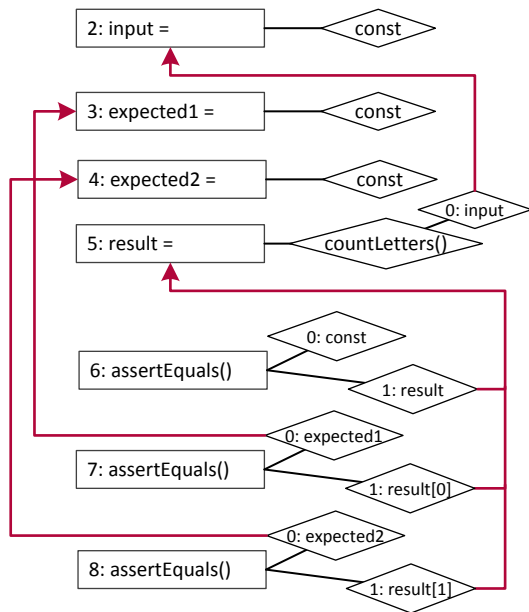 2: input =
const
3: expected1 =
const
4: expected2 =
const
0: input
5: result =
countLetters()
0: const
6: assertEquals()
1: result
0: expected1
7: assertEquals()
1: result[0]
0: expected2
8: assertEquals()
1: result[1]